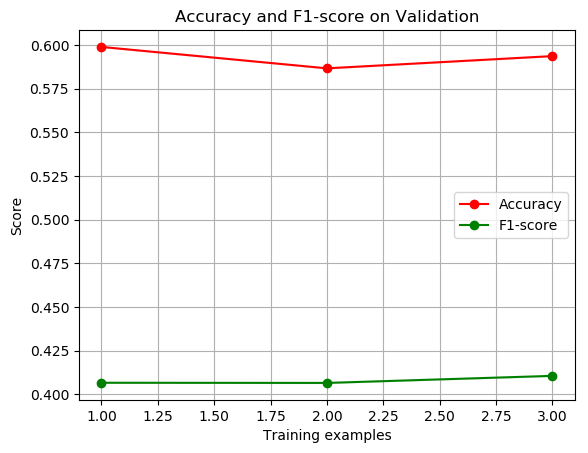 Accuracy and F1-score on Validation
0.600
0.575
0.550
0.525
0.500
0.475
0.450
0.425
0.400
Score
Accuracy
F1-score
1.00 1.25 1.50 1.75 2.00 2.25 2.50 2.75 3.00
Training examples